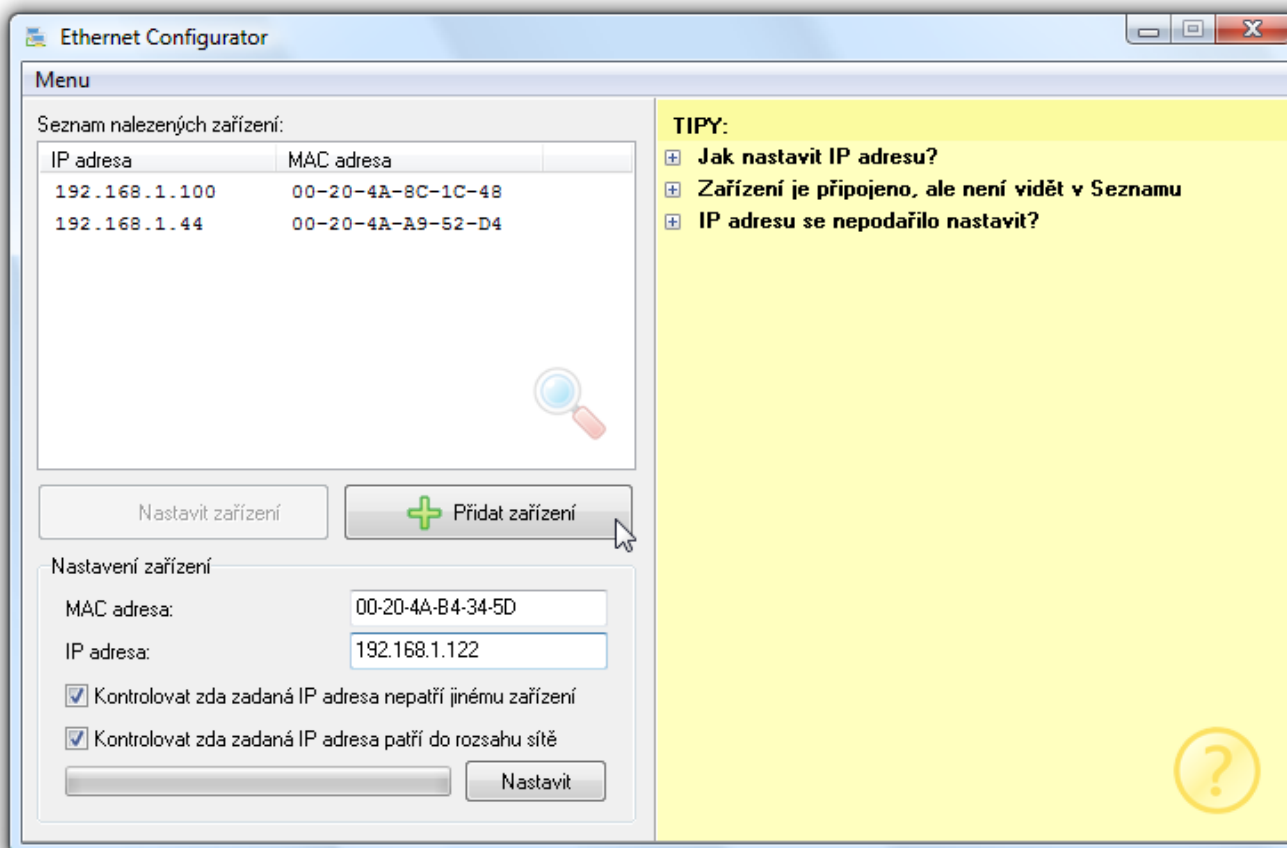 Ethernet Configurator
Menu
Seznam nalezených zařízení:
IP adresa MAC adresa
192.168.1.100 00-20-4A-8C-1C-48
192.168.1.44 00-20-4A-A9-52-D4
Nastavit zařízení Přidat zařízení
Nastavení zařízení
MAC adresa: 00-20-4A-B4-34-5D
IP adresa: 192.168.1.122
Kontrolovat zda zadaná IP adresa nepatří jinému zařízení
Kontrolovat zda zadaná IP adresa patří do rozsahu sítě
Nastavit
TIPY:
Jak nastavit IP adresu?
Zařízení je připojeno, ale není vidět v Seznamu
IP adresu se nepodařilo nastavit?
?